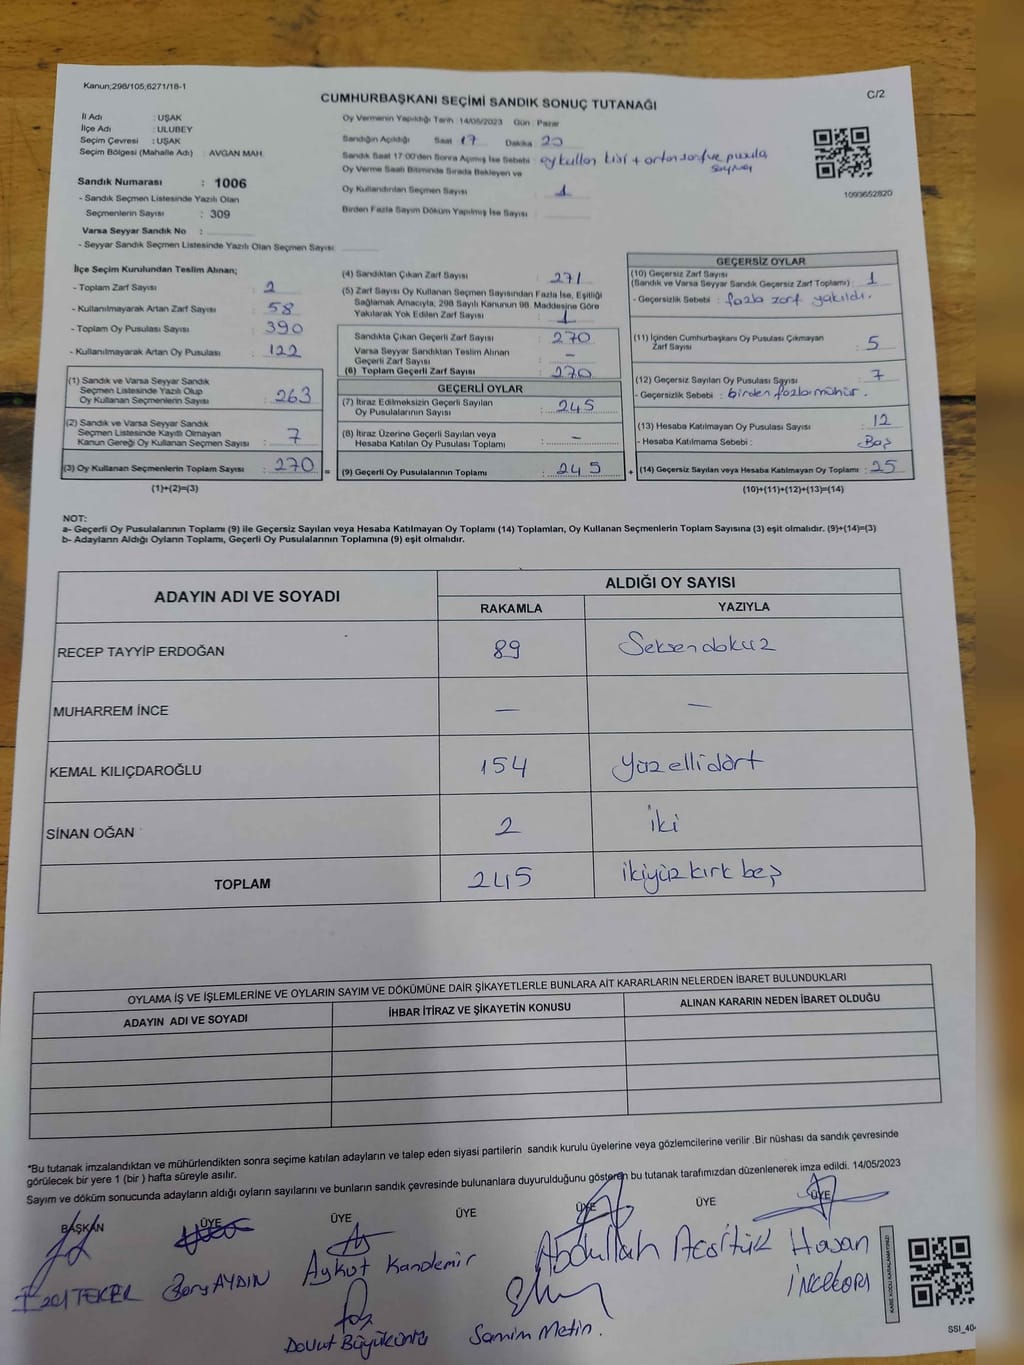 Kanun;298/105;6271/18-1
C/2
CUMHURBAŞKANI SEÇİMİ SANDIK SONUÇ TUTANAĞI
İl Adı : UŞAK
İlçe Adı : ULUBEY
Seçim Çevresi : UŞAK
Seçim Bölgesi (Mahalle Adı) : AVGAN MAH.
Sandık Numarası : 1006
- Sandık Seçmen Listesinde Yazılı Olan
Seçmenlerin Sayısı : 309
Varsa Seyyar Sandık No :
- Seyyar Sandık Seçmen Listesinde Yazılı Olan Seçmen Sayısı
Oy Vermenin Yapıldığı Tarih :14/05/2023 Gün : Pazar
Sandığın Açıldığı Saat 17 Dakika 20
Sandık Saat 17:00'den Sonra Açılmış İse Sebebi : oy kullan kişi + artan zarf ve pusula
sayımı
Oy Verme Saati Bitiminde Sırada Bekleyen ve
Oy Kullandırılan Seçmen Sayısı : 1
Birden Fazla Sayım Döküm Yapılmış İse Sayısı :
1093652820
İlçe Seçim Kurulundan Teslim Alınan;
- Toplam Zarf Sayısı : 2
- Kullanılmayarak Artan Zarf Sayısı : 58
- Toplam Oy Pusulası Sayısı : 390
- Kullanılmayarak Artan Oy Pusulası : 122
(1) Sandık ve Varsa Seyyar Sandık
Seçmen Listesinde Yazılı Olup
Oy Kullanan Seçmenlerin Sayısı : 263
(2) Sandık ve Varsa Seyyar Sandık
Seçmen Listesinde Kayıtlı Olmayan
Kanun Gereği Oy Kullanan Seçmen Sayısı : 7
(3) Oy Kullanan Seçmenlerin Toplam Sayısı : 270 =
(1)+(2)=(3)
(4) Sandıktan Çıkan Zarf Sayısı : 271
(5) Zarf Sayısı Oy Kullanan Seçmen Sayısından Fazla İse, Eşitliği
Sağlamak Amacıyla, 298 Sayılı Kanunun 98. Maddesine Göre
Yakılarak Yok Edilen Zarf Sayısı : 1
Sandıkta Çıkan Geçerli Zarf Sayısı : 270
Varsa Seyyar Sandıktan Teslim Alınan
Geçerli Zarf Sayısı : -
(6) Toplam Geçerli Zarf Sayısı : 270
GEÇERLİ OYLAR
(7) İtiraz Edilmeksizin Geçerli Sayılan
Oy Pusulalarının Sayısı : 245
(8) İtiraz Üzerine Geçerli Sayılan veya
Hesaba Katılan Oy Pusulası Toplamı : -
(9) Geçerli Oy Pusulalarının Toplamı : 245 +
GEÇERSİZ OYLAR
(10) Geçersiz Zarf Sayısı
(Sandık ve Varsa Seyyar Sandık Geçersiz Zarf Toplamı) : 1
- Geçersizlik Sebebi : fazla zarf yakıldı.
(11) İçinden Cumhurbaşkanı Oy Pusulası Çıkmayan
Zarf Sayısı : 5
(12) Geçersiz Sayılan Oy Pusulası Sayısı : 7
- Geçersizlik Sebebi : birden fazla mühür.
(13) Hesaba Katılmayan Oy Pusulası Sayısı : 12
- Hesaba Katılmama Sebebi : Boş
(14) Geçersiz Sayılan veya Hesaba Katılmayan Oy Toplamı : 25
(10)+(11)+(12)+(13)=(14)
NOT:
a- Geçerli Oy Pusulalarının Toplamı (9) ile Geçersiz Sayılan veya Hesaba Katılmayan Oy Toplamı (14) Toplamları, Oy Kullanan Seçmenlerin Toplam Sayısına (3) eşit olmalıdır. (9)+(14)=(3)
b- Adayların Aldığı Oyların Toplamı, Geçerli Oy Pusulalarının Toplamına (9) eşit olmalıdır.
ADAYIN ADI VE SOYADI
ALDIĞI OY SAYISI
RAKAMLA YAZIYLA
RECEP TAYYİP ERDOĞAN 89 Seksendokuz
MUHARREM İNCE — —
KEMAL KILIÇDAROĞLU 154 Yüzellidört
SİNAN OĞAN 2 iki
TOPLAM 245 ikiyüzkırk beş
OYLAMA İŞ VE İŞLEMLERİNE VE OYLARIN SAYIM VE DÖKÜMÜNE DAİR ŞİKAYETLERLE BUNLARA AİT KARARLARIN NELERDEN İBARET BULUNDUKLARI
ADAYIN ADI VE SOYADI İHBAR İTİRAZ VE ŞİKAYETİN KONUSU ALINAN KARARIN NEDEN İBARET OLDUĞU
*Bu tutanak imzalandıktan ve mühürlendikten sonra seçime katılan adayların ve talep eden siyasi partilerin sandık kurulu üyelerine veya gözlemcilerine verilir .Bir nüshası da sandık çevresinde
görülecek bir yere 1 (bir ) hafta süreyle asılır.
Sayım ve döküm sonucunda adayların aldığı oyların sayılarını ve bunların sandık çevresinde bulunanlara duyurulduğunu gösteren bu tutanak tarafımızdan düzenlenerek imza edildi. 14/05/2023
BAŞKAN ÜYE ÜYE ÜYE ÜYE ÜYE ÜYE
TEKER AYDIN Aykut Kandemir Abdullah Hasan
Davut Samim Metin.
KARE KODU KARALAMAYINIZ!
SSI_40